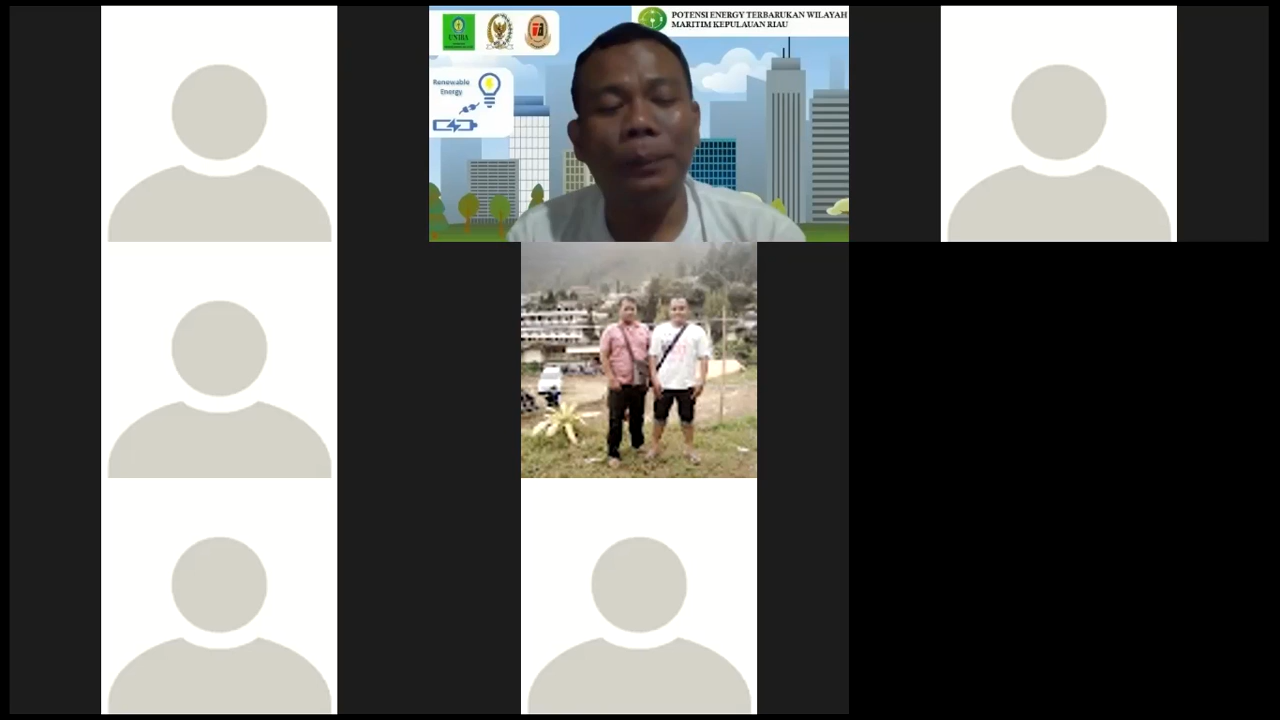 UNIBA
POTENSI ENERGY TERBARUKAN WILAYAH
MARITIM KEPULAUAN RIAU
Renewable
Energy